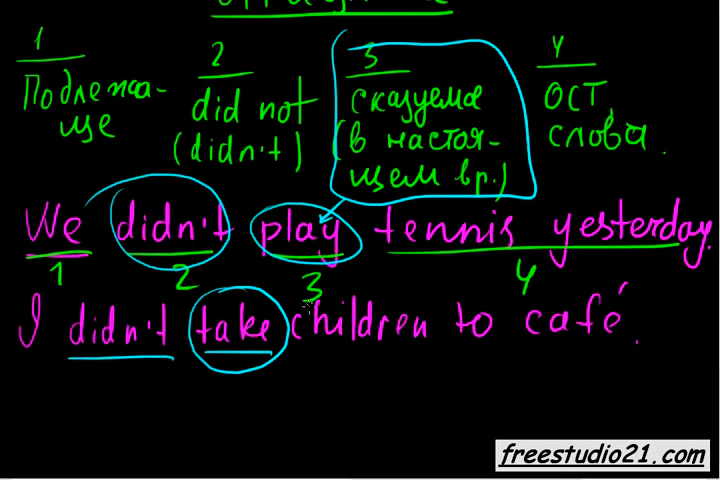 1 2 3 4
Подлежа- did not сказуемое ОСТ.
ще (didn't) (в настоя- слова.
щем вр.)
We didn't play tennis yesterday.
1 2 3 4
I didn't take children to café.
freestudio21.com